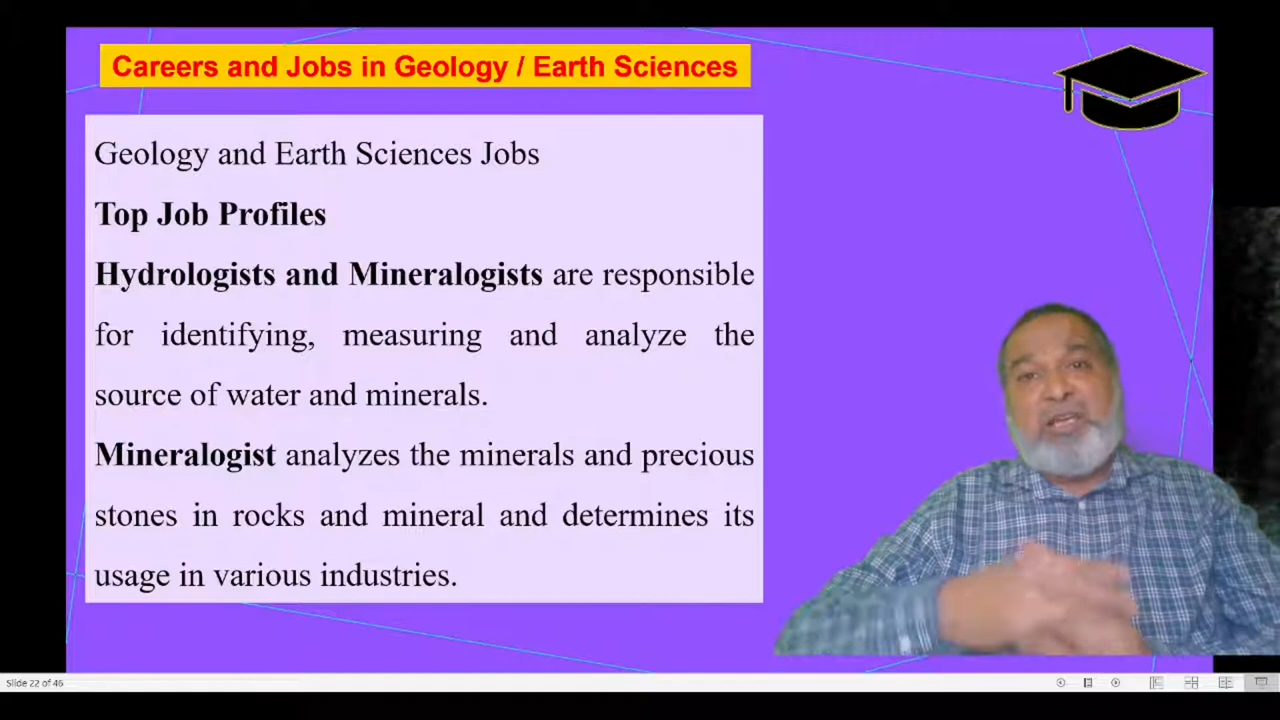 Careers and Jobs in Geology / Earth Sciences
Geology and Earth Sciences Jobs
Top Job Profiles
Hydrologists and Mineralogists are responsible
for identifying, measuring and analyze the
source of water and minerals.
Mineralogist analyzes the minerals and precious
stones in rocks and mineral and determines its
usage in various industries.
Slide 22 of 46